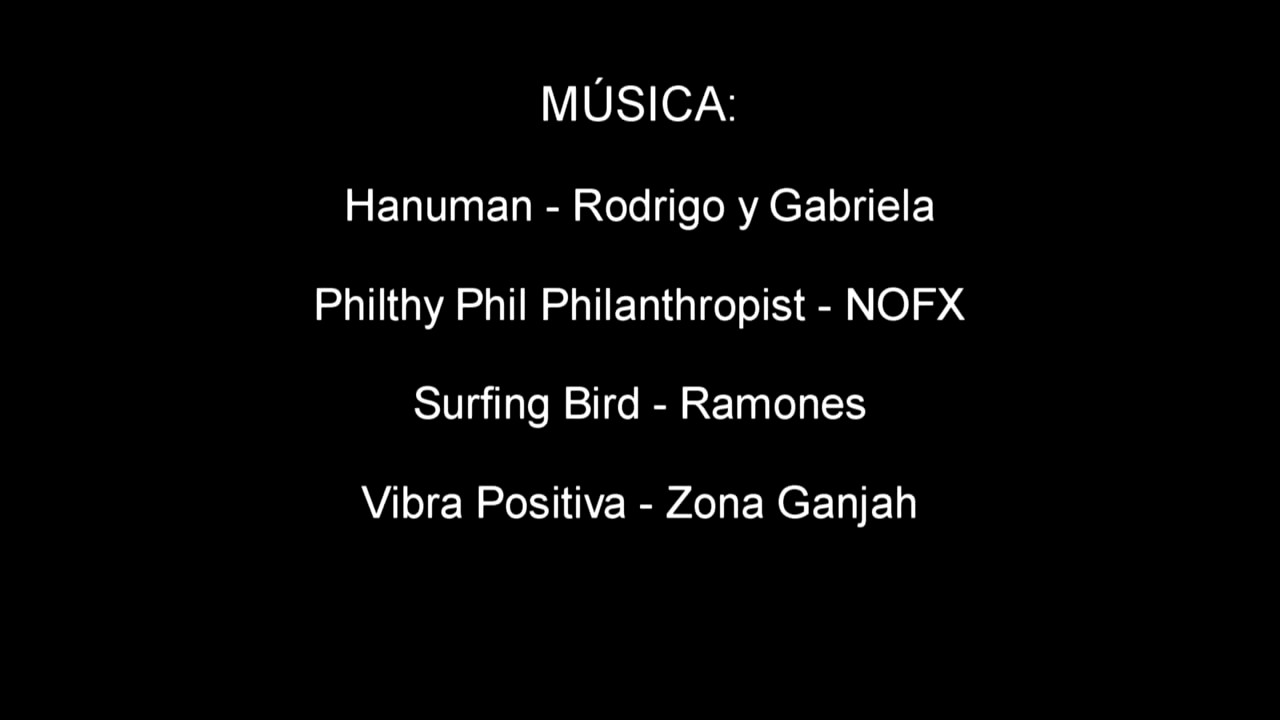 MÚSICA:
Hanuman - Rodrigo y Gabriela
Philthy Phil Philanthropist - NOFX
Surfing Bird - Ramones
Vibra Positiva - Zona Ganjah